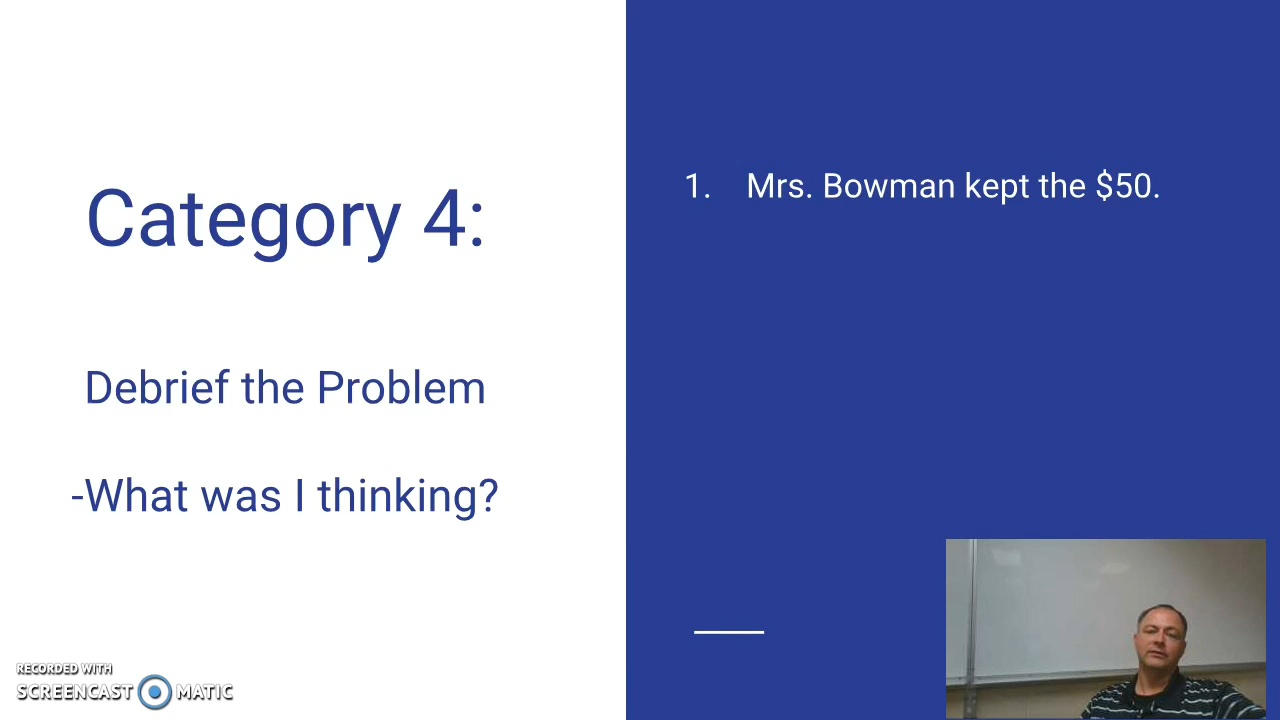 Category 4:
Debrief the Problem
-What was I thinking?
1. Mrs. Bowman kept the $50.
RECORDED WITH
SCREENCAST MATIC